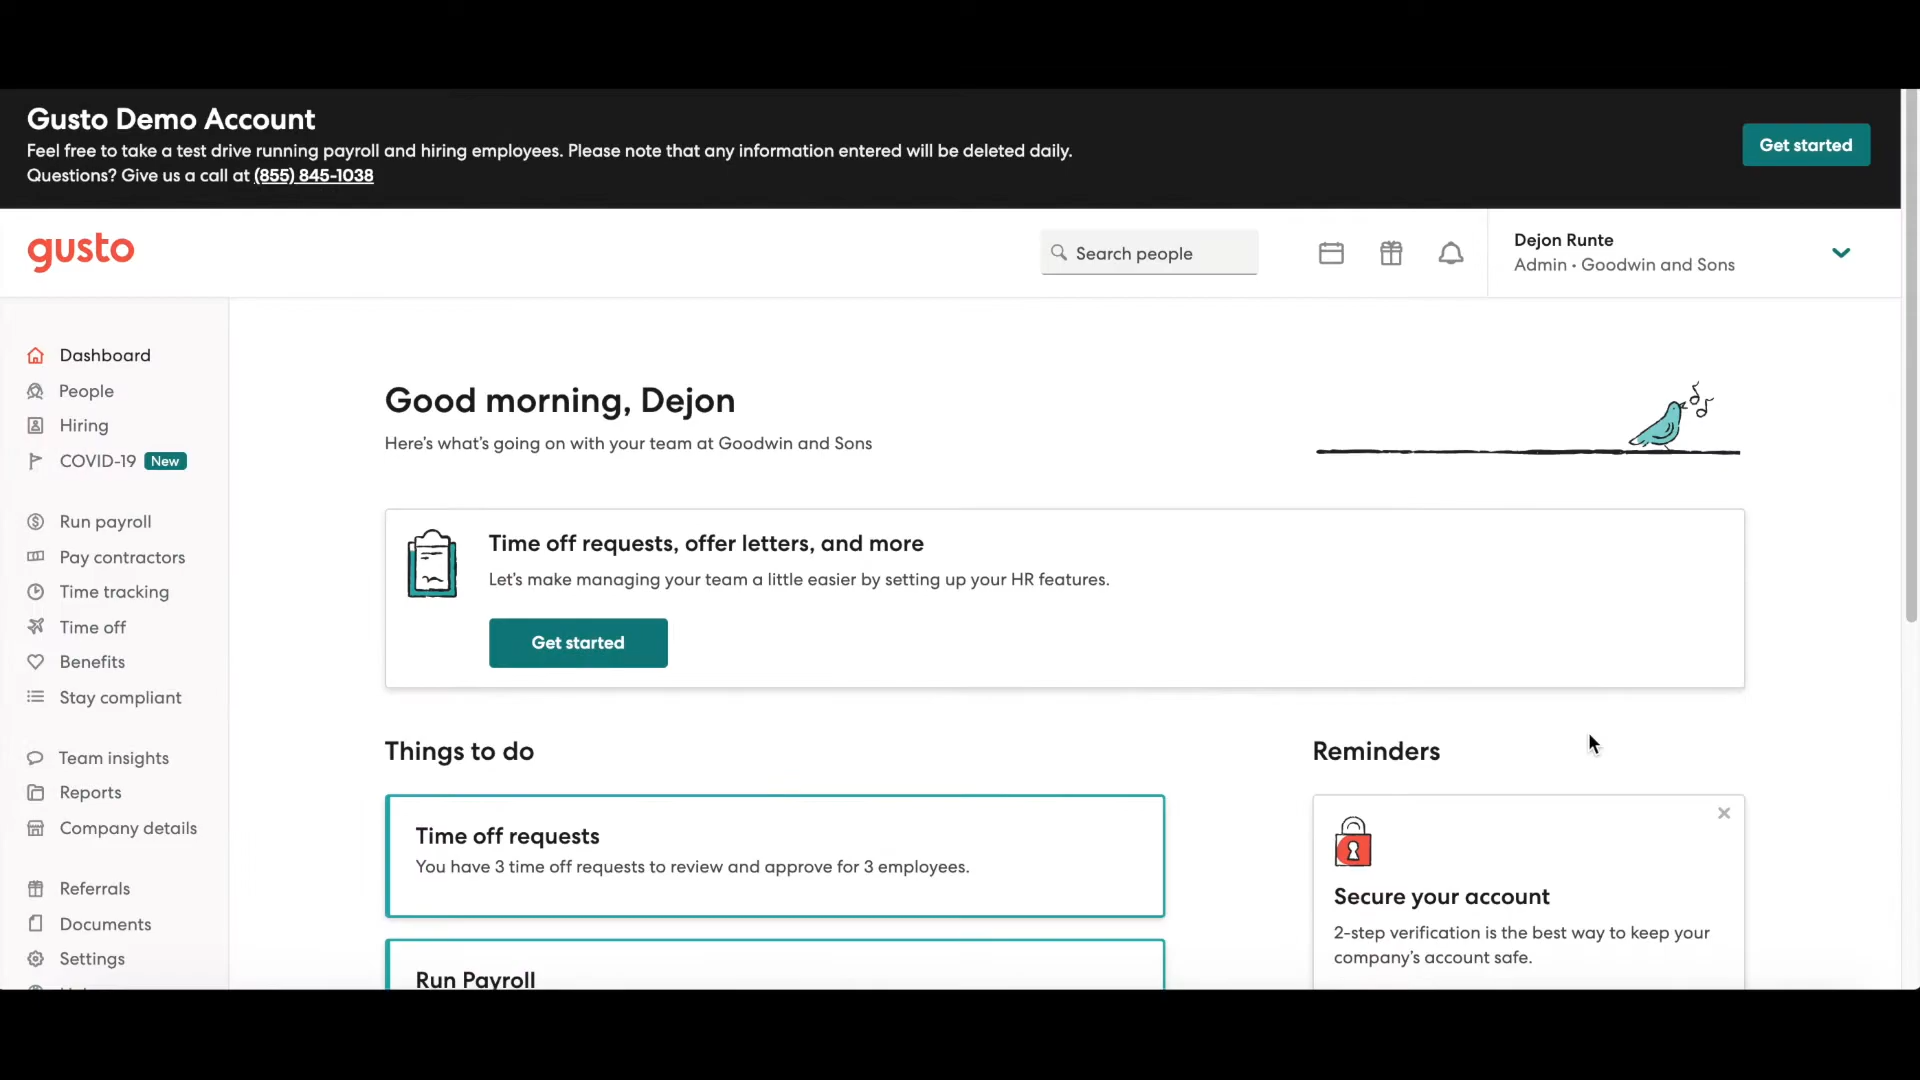 Gusto Demo Account
Feel free to take a test drive running payroll and hiring employees. Please note that any information entered will be deleted daily.
Questions? Give us a call at (855) 845-1038
Get started
gusto
Search people
Dejon Runte
Admin • Goodwin and Sons
Dashboard
People
Hiring
COVID-19 New
Run payroll
Pay contractors
Time tracking
Time off
Benefits
Stay compliant
Team insights
Reports
Company details
Referrals
Documents
Settings
Good morning, Dejon
Here's what's going on with your team at Goodwin and Sons
Time off requests, offer letters, and more
Let's make managing your team a little easier by setting up your HR features.
Get started
Things to do
Time off requests
You have 3 time off requests to review and approve for 3 employees.
Run Payroll
Reminders
Secure your account
2-step verification is the best way to keep your
company's account safe.